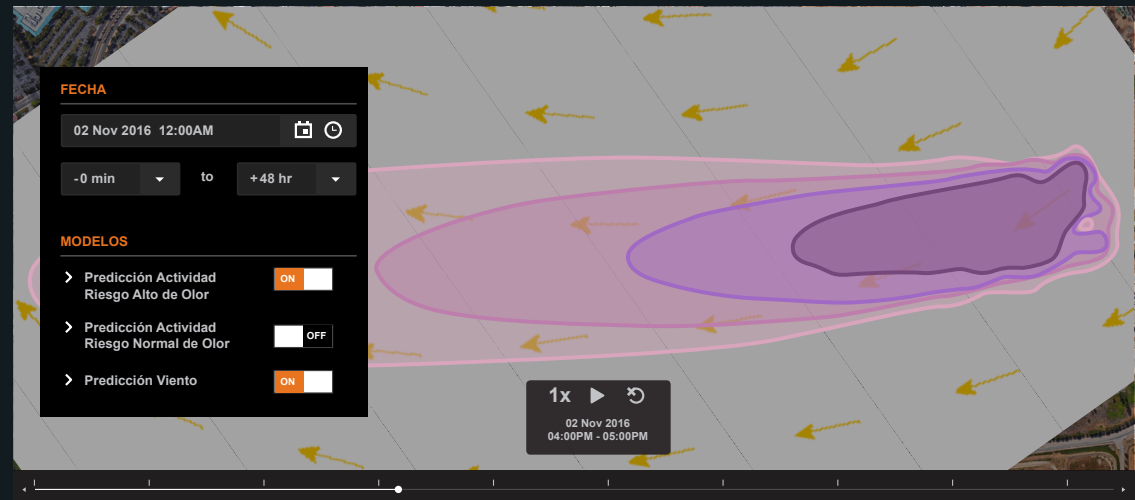 FECHA
02 Nov 2016 12:00AM
-0 min to +48 hr
MODELOS
Predicción Actividad
Riesgo Alto de Olor
ON
Predicción Actividad
Riesgo Normal de Olor
OFF
Predicción Viento
ON
1x
02 Nov 2016
04:00PM - 05:00PM